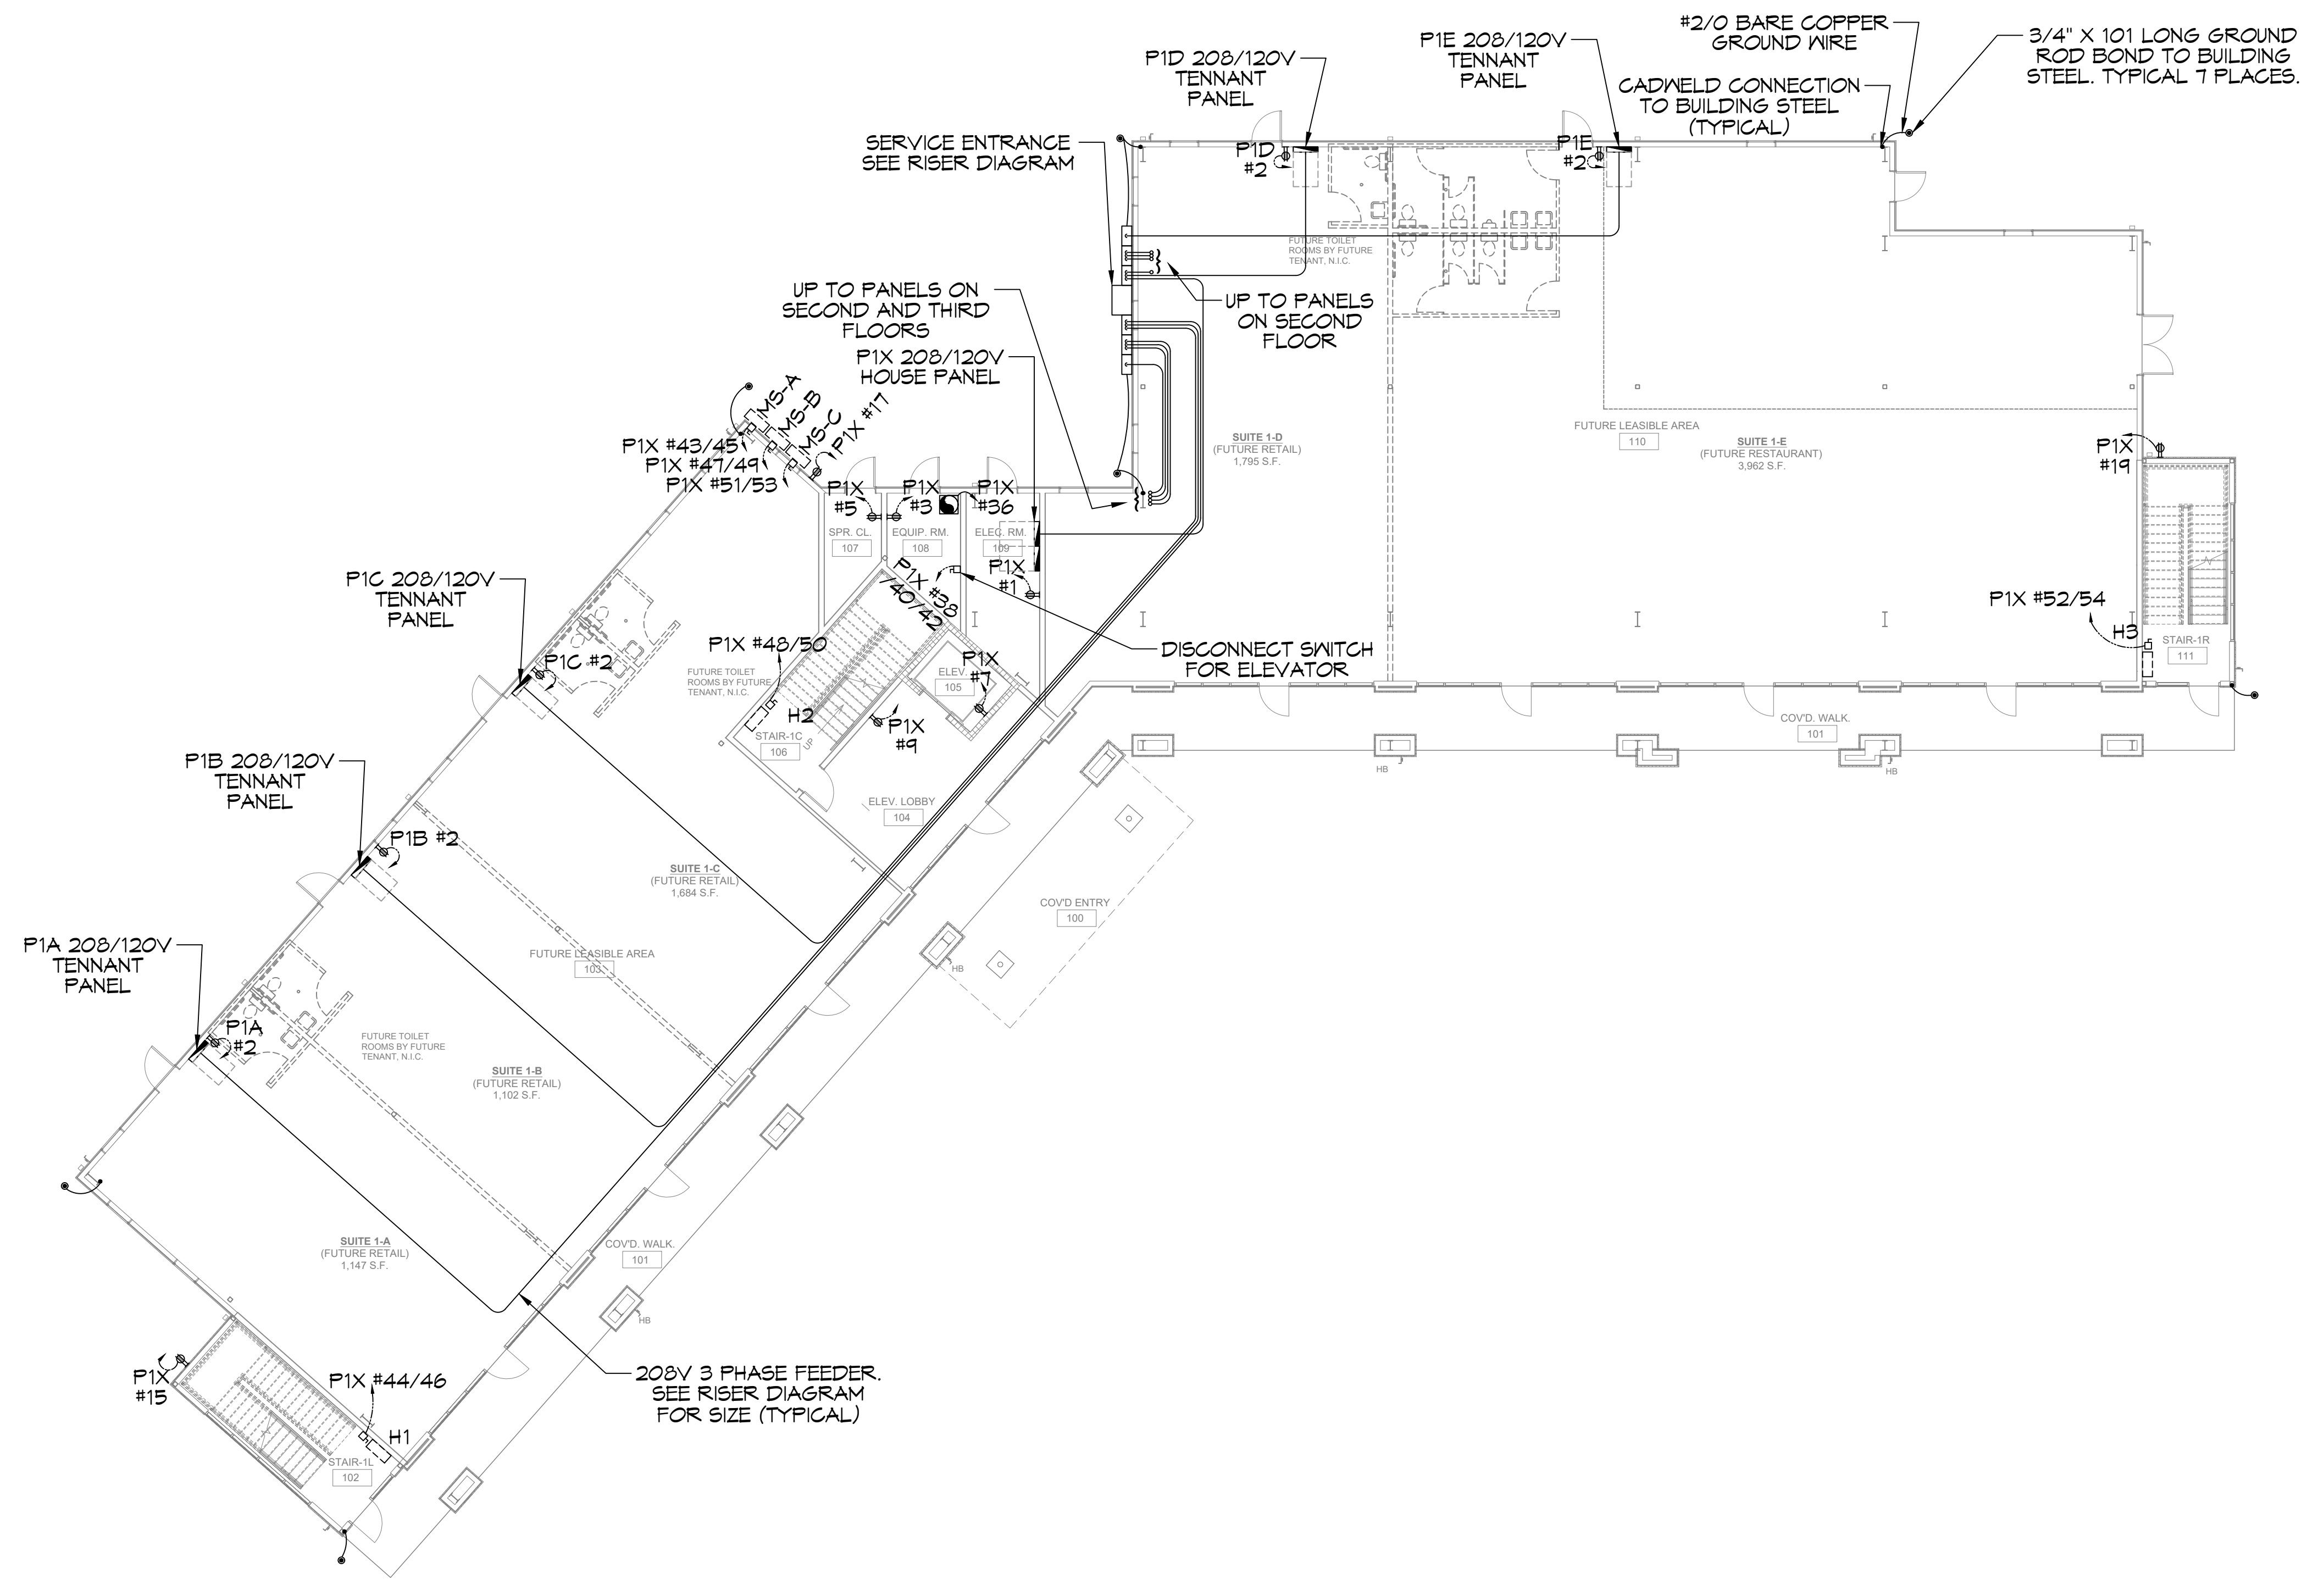 #2/0 BARE COPPER
GROUND WIRE
3/4" X 101 LONG GROUND
ROD BOND TO BUILDING
STEEL. TYPICAL 7 PLACES.
P1E 208/120V
TENNANT
PANEL
P1D 208/120V
TENNANT
PANEL
CADWELD CONNECTION
TO BUILDING STEEL
(TYPICAL)
SERVICE ENTRANCE
SEE RISER DIAGRAM
P1D
#2
P1E
#2
FUTURE TOILET
ROOMS BY FUTURE
TENANT, N.I.C.
UP TO PANELS ON
SECOND AND THIRD
FLOORS
UP TO PANELS
ON SECOND
FLOOR
P1X 208/120V
HOUSE PANEL
MS-A
MS-B
MS-C
P1X #17
P1X #43/45
P1X #47/49
P1X #51/53
SUITE 1-D
(FUTURE RETAIL)
1,795 S.F.
FUTURE LEASIBLE AREA
110
SUITE 1-E
(FUTURE RESTAURANT)
3,962 S.F.
P1X
#19
P1X
#5
P1X
#3
P1X
#36
SPR. CL.
107
EQUIP. RM.
108
ELEC. RM.
109
P1X
#1
P1X #38
/40/42
P1C 208/120V
TENNANT
PANEL
P1X #52/54
H3
STAIR-1R
111
P1X #48/50
DISCONNECT SWITCH
FOR ELEVATOR
P1C #2
FUTURE TOILET
ROOMS BY FUTURE
TENANT, N.I.C.
ELEV.
105
P1X
#7
H2
STAIR-1C
106
UP
P1X
#9
COV'D. WALK.
101
HB
HB
P1B 208/120V
TENNANT
PANEL
ELEV. LOBBY
104
P1B #2
SUITE 1-C
(FUTURE RETAIL)
1,684 S.F.
COV'D ENTRY
100
P1A 208/120V
TENNANT
PANEL
FUTURE LEASIBLE AREA
103
HB
P1A
#2
FUTURE TOILET
ROOMS BY FUTURE
TENANT, N.I.C.
SUITE 1-B
(FUTURE RETAIL)
1,102 S.F.
SUITE 1-A
(FUTURE RETAIL)
1,147 S.F.
COV'D. WALK.
101
HB
P1X
#15
P1X #44/46
208V 3 PHASE FEEDER.
SEE RISER DIAGRAM
FOR SIZE (TYPICAL)
H1
STAIR-1L
102